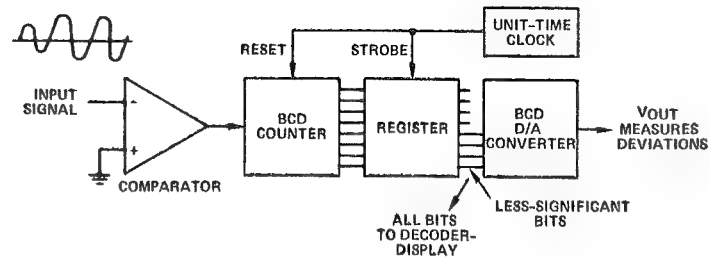 UNIT-TIME
CLOCK
RESET
STROBE
INPUT
SIGNAL
-
+
COMPARATOR
BCD
COUNTER
REGISTER
BCD
D/A
CONVERTER
VOUT
MEASURES
DEVIATIONS
ALL BITS
TO DECODER-
DISPLAY
LESS-SIGNIFICANT
BITS